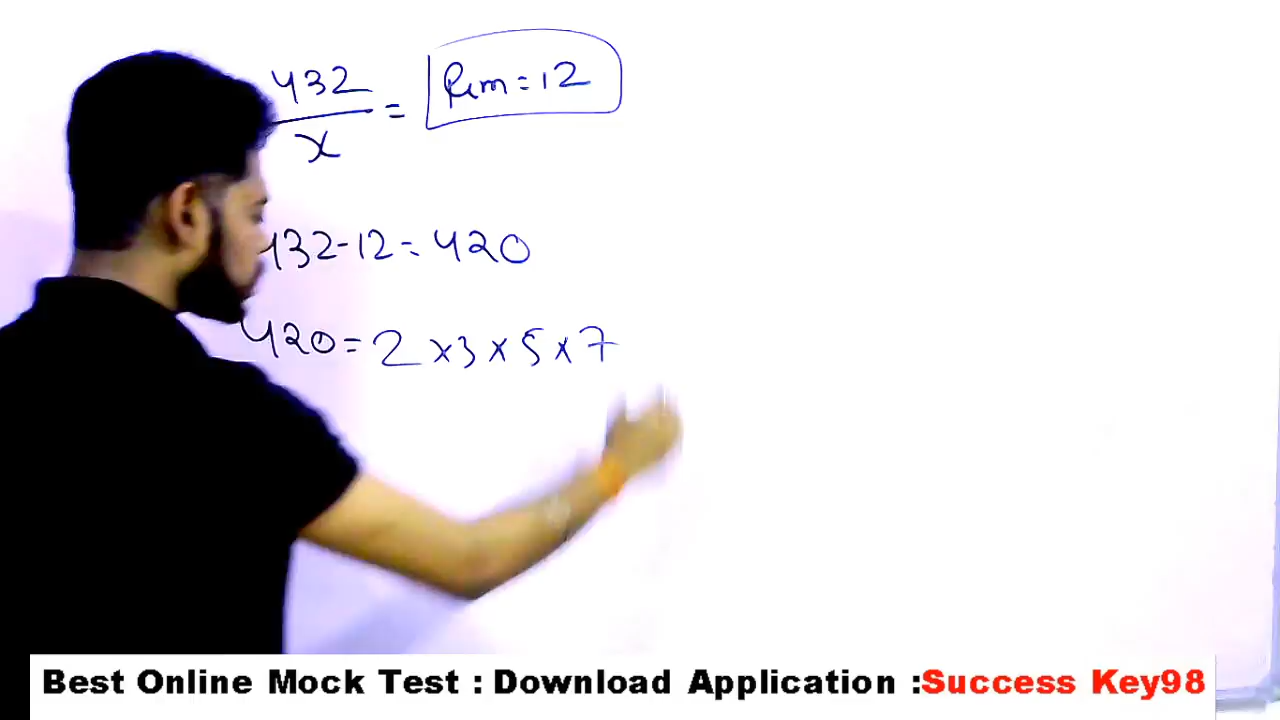 432
x
= Rem=12
432-12=420
420=2×3×5×7
Best Online Mock Test : Download Application :Success Key98